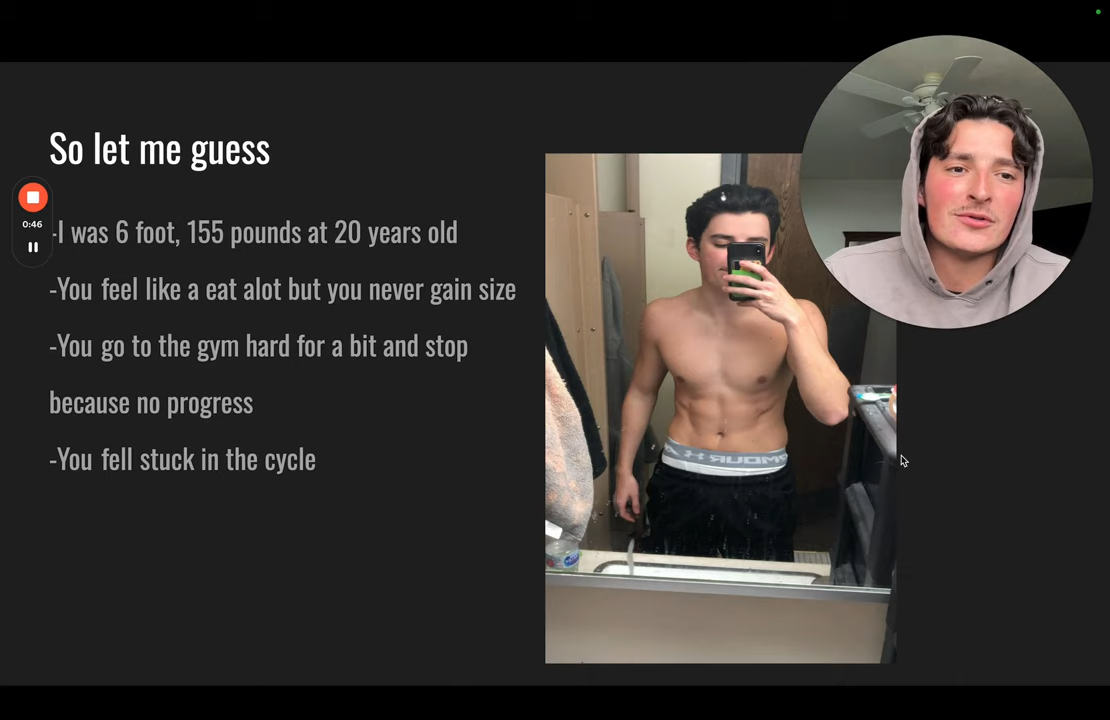 So let me guess
-I was 6 foot, 155 pounds at 20 years old
0:46
-You feel like a eat alot but you never gain size
-You go to the gym hard for a bit and stop
because no progress
-You fell stuck in the cycle